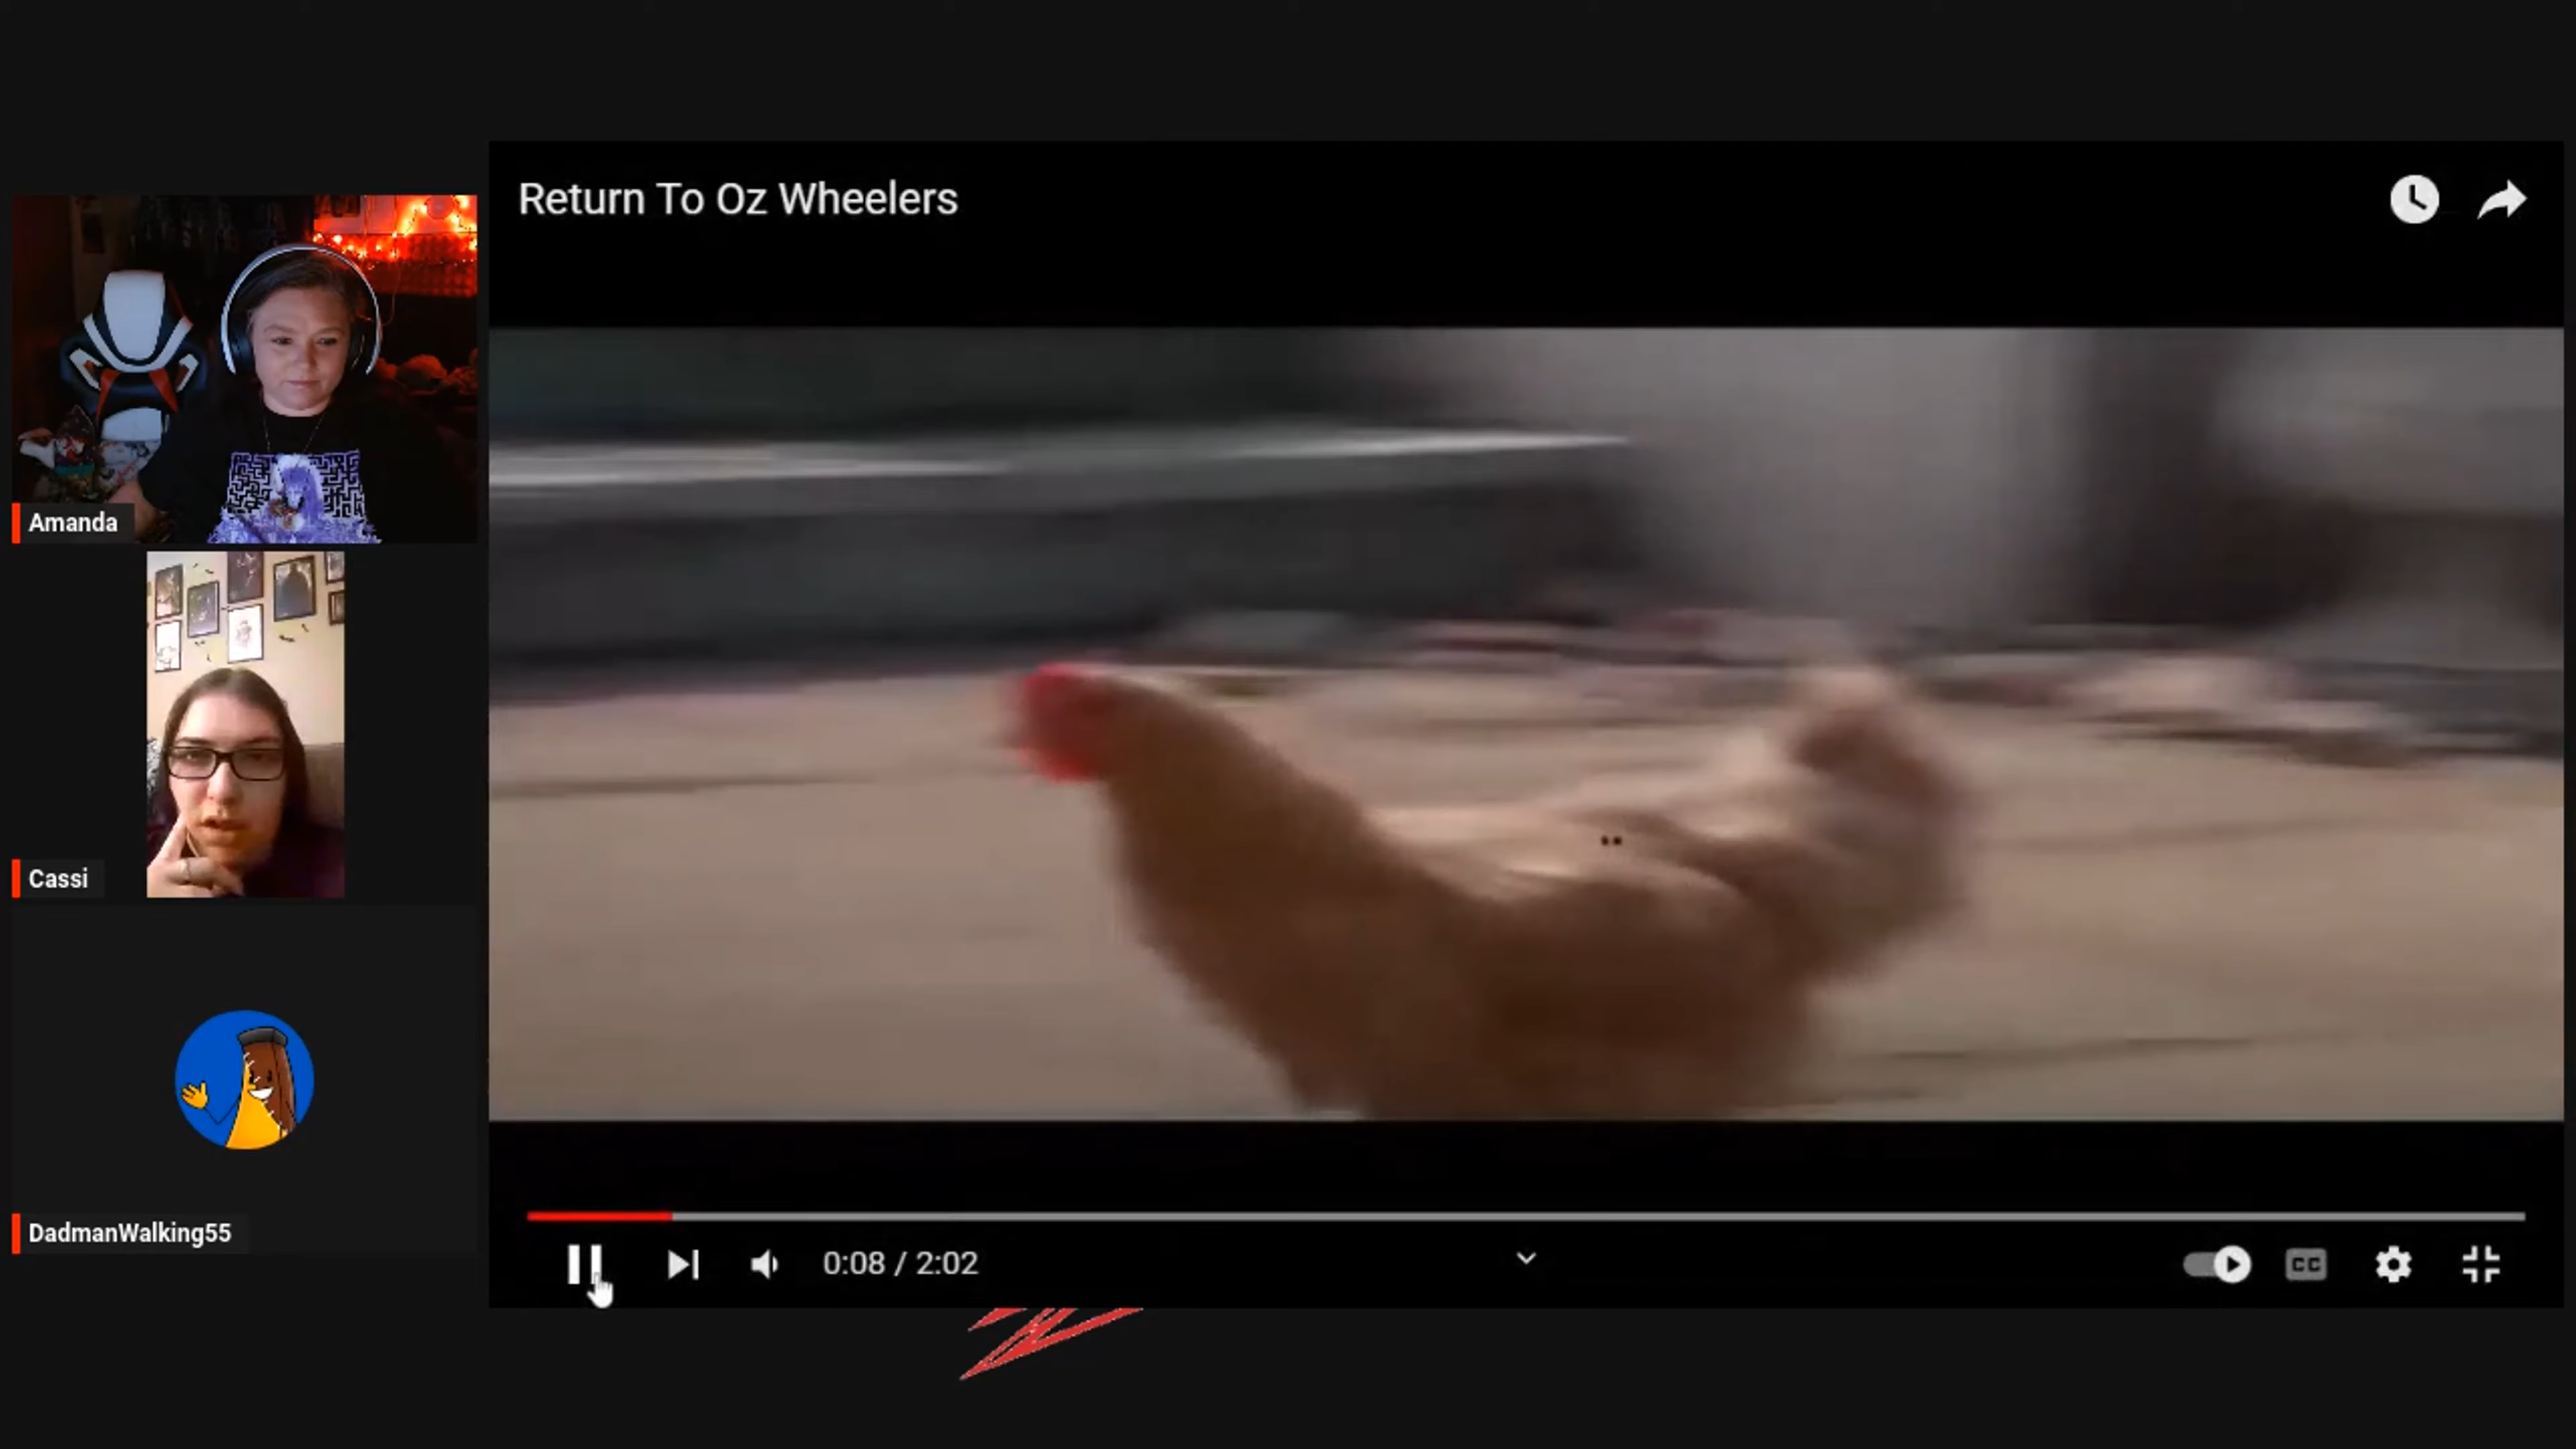 Return To Oz Wheelers
Amanda
Cassi
DadmanWalking55
0:08 / 2:02
CC